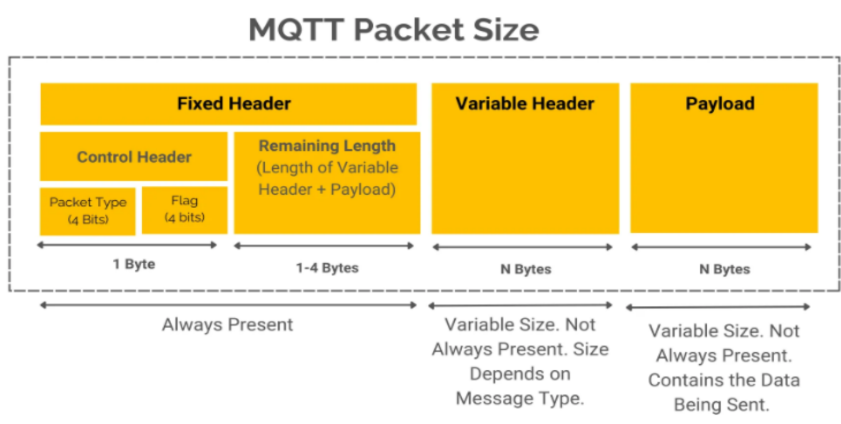 MQTT Packet Size
Fixed Header
Variable Header
Payload
Control Header
Remaining Length
(Length of Variable
Header + Payload)
Packet Type
(4 Bits)
Flag
(4 bits)
1 Byte
1-4 Bytes
N Bytes
N Bytes
Always Present
Variable Size. Not
Always Present. Size
Depends on
Message Type.
Variable Size. Not
Always Present.
Contains the Data
Being Sent.